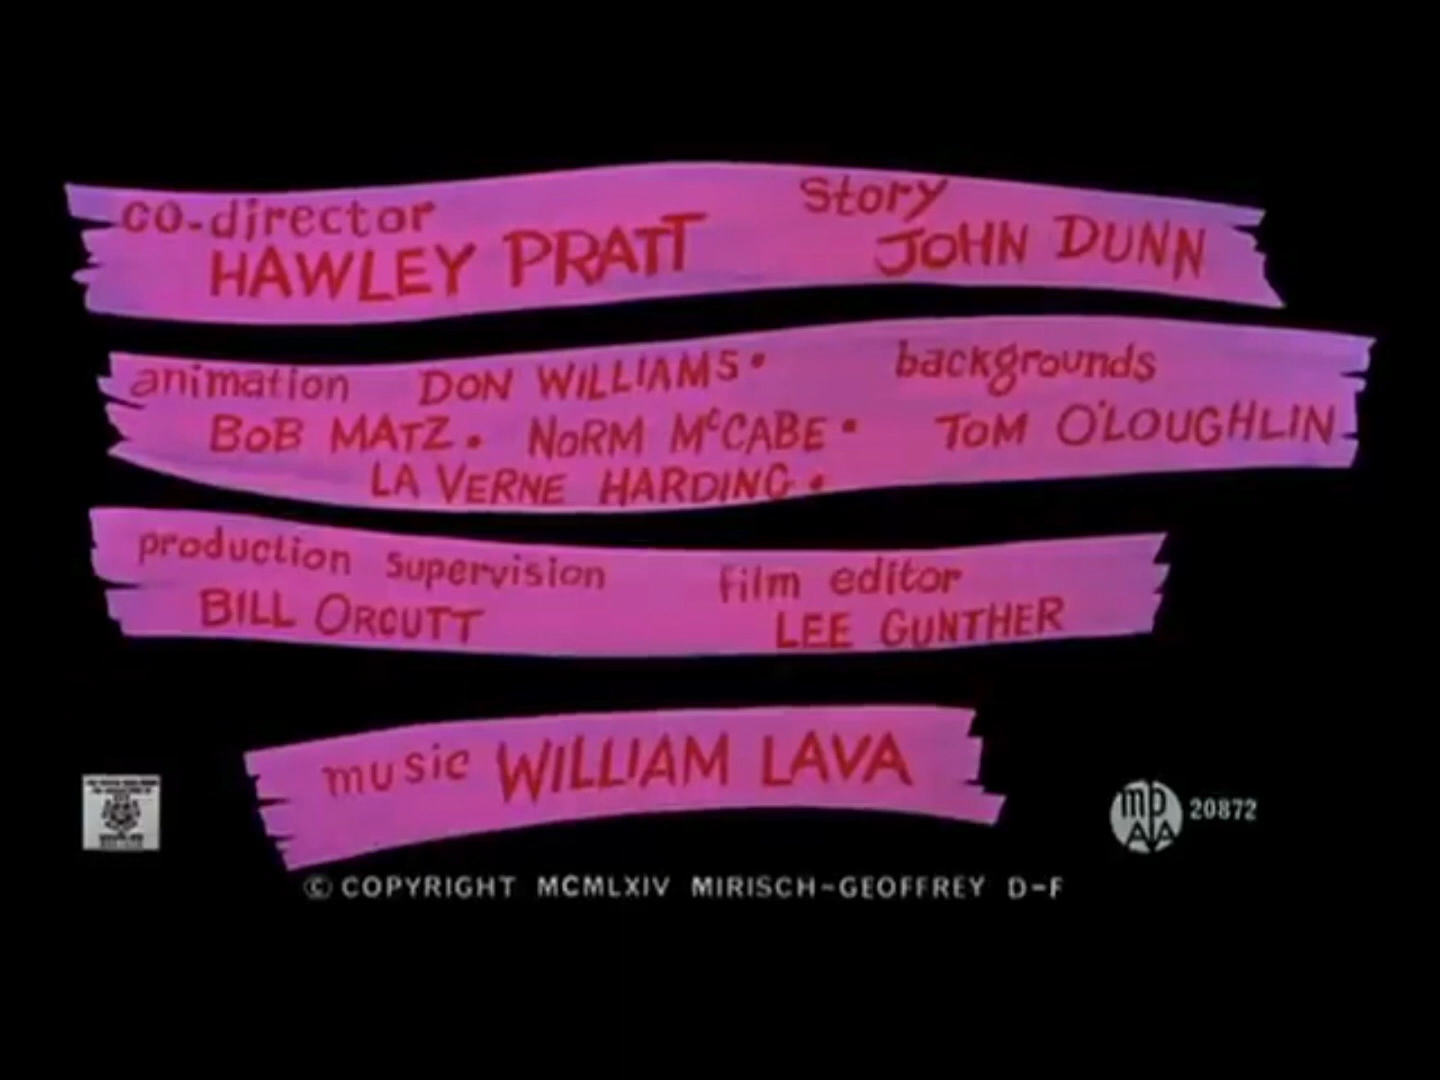 co-director
HAWLEY PRATT
story
JOHN DUNN
animation DON WILLIAMS •
BOB MATZ • NORM McCABE •
LA VERNE HARDING •
backgrounds
TOM O'LOUGHLIN
production supervision
BILL ORCUTT
film editor
LEE GUNTHER
music WILLIAM LAVA
mpAA 20872
© COPYRIGHT MCMLXIV MIRISCH-GEOFFREY D-F